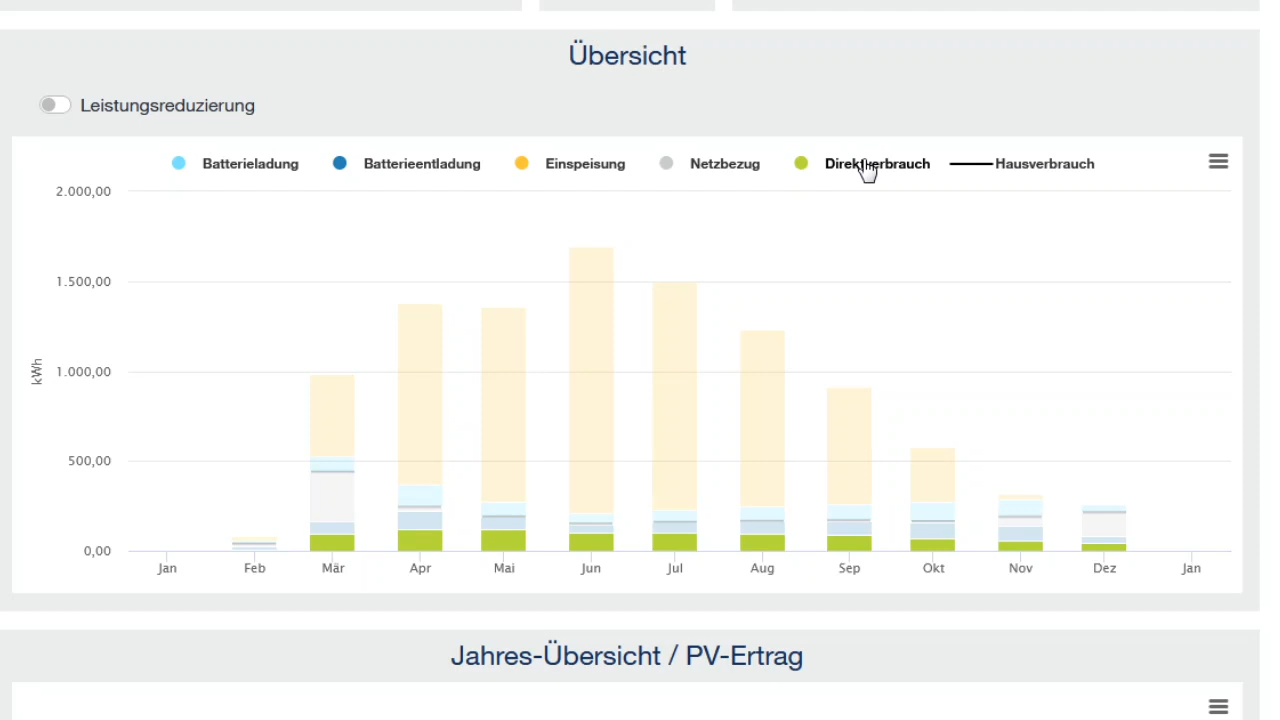 Übersicht
Leistungsreduzierung
Batterieladung Batterieentladung Einspeisung Netzbezug Direktverbrauch Hausverbrauch
2.000,00
1.500,00
1.000,00
500,00
0,00
kWh
Jan Feb Mär Apr Mai Jun Jul Aug Sep Okt Nov Dez Jan
Jahres-Übersicht / PV-Ertrag